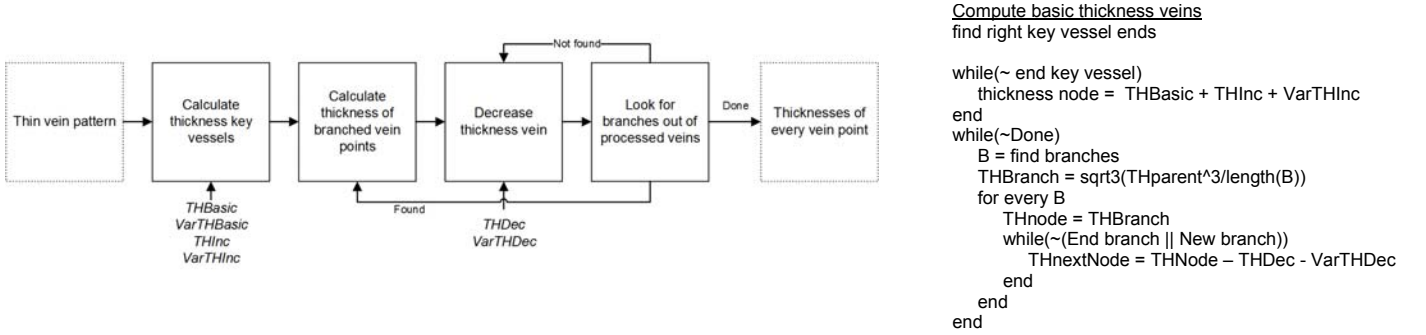 Not found
Thin vein pattern
Calculate
thickness key
vessels
Calculate
thickness of
branched vein
points
Decrease
thickness vein
Look for
branches out of
processed veins
Done
Thicknesses of
every vein point
Found
THBasic
VarTHBasic
THInc
VarTHInc
THDec
VarTHDec
Compute basic thickness veins
find right key vessel ends
while(~ end key vessel)
thickness node =  THBasic + THInc + VarTHInc
end
while(~Done)
B = find branches
THBranch = sqrt3(THparent^3/length(B))
for every B
THnode = THBranch
while(~(End branch || New branch))
THnextNode = THNode – THDec - VarTHDec
end
end
end